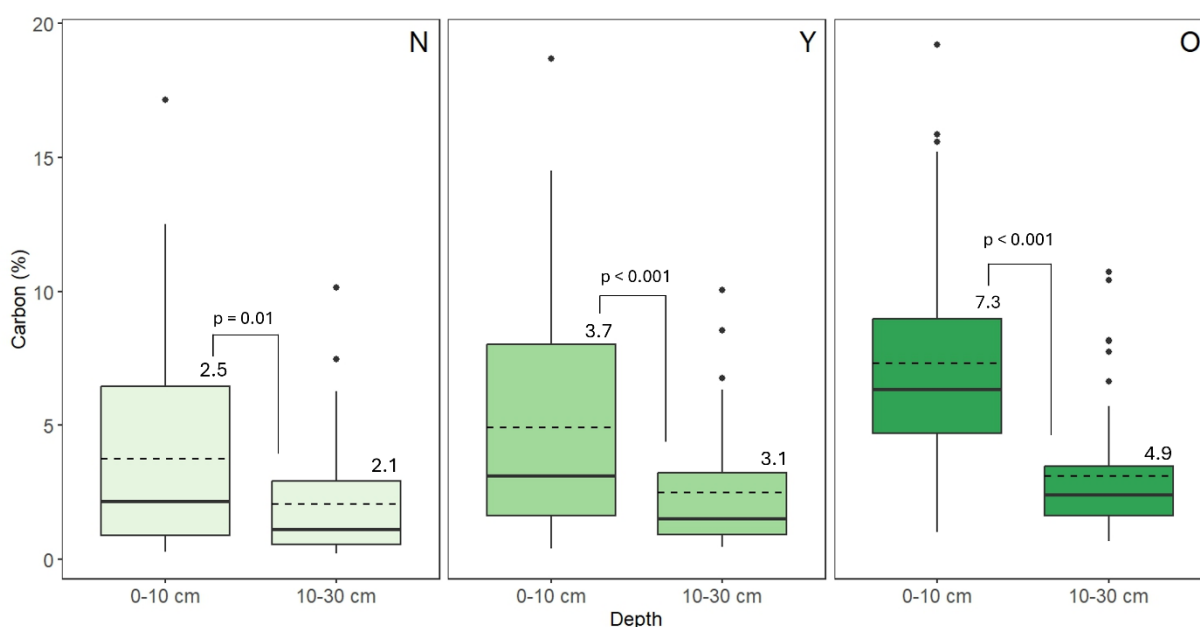 20
15
10
5
0
Carbon (%)
N
p = 0.01
2.5
2.1
0-10 cm
10-30 cm
Y
p < 0.001
3.7
3.1
0-10 cm
10-30 cm
O
p < 0.001
7.3
4.9
0-10 cm
10-30 cm
Depth